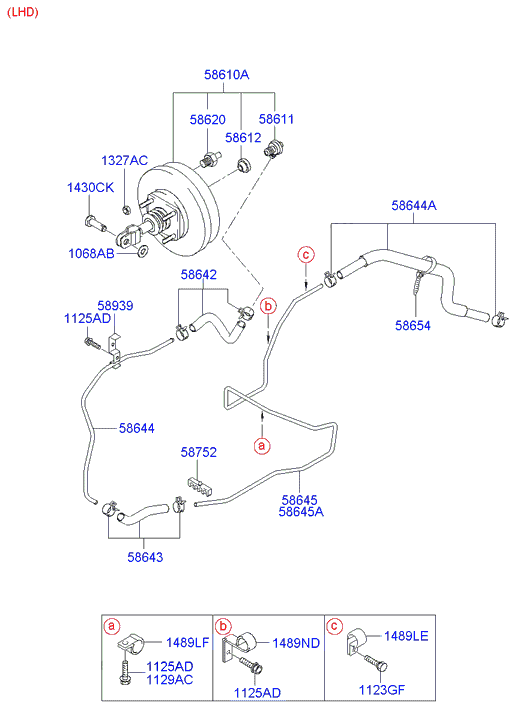 (LHD)
58610A
58620
58611
58612
1327AC
1430CK
58644A
1068AB
c
58642
58939
b
1125AD
58654
58644
a
58752
58645
58645A
58643
a
b
c
1489LF
1489ND
1489LE
1125AD
1129AC
1125AD
1123GF